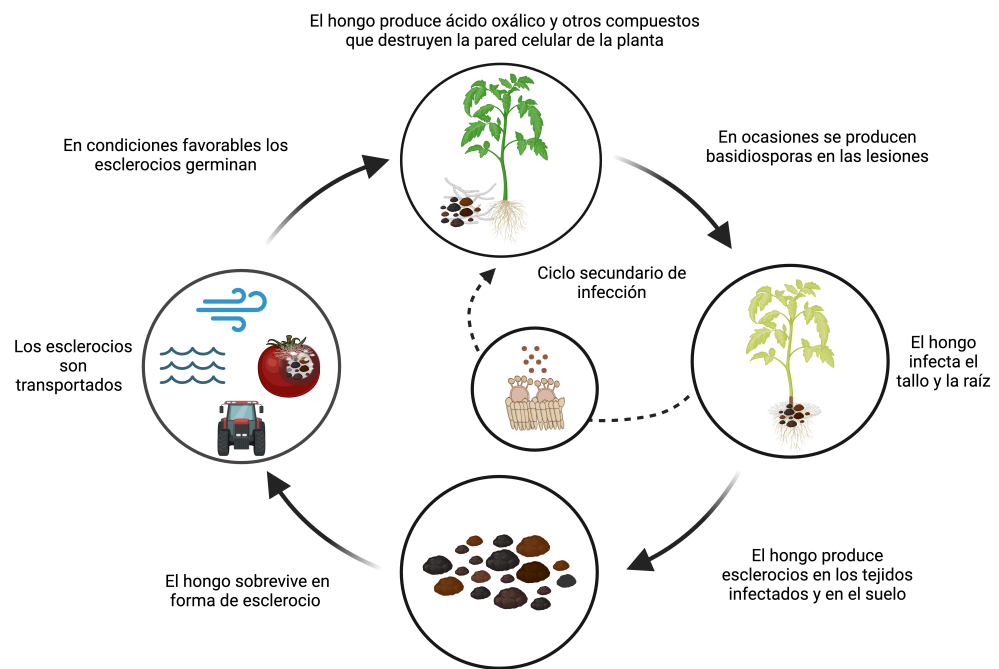 El hongo produce ácido oxálico y otros compuestos
que destruyen la pared celular de la planta
En condiciones favorables los
esclerocios germinan
En ocasiones se producen
basidiosporas en las lesiones
Ciclo secundario de
infección
Los esclerocios
son
transportados
El hongo
infecta el
tallo y la raíz
El hongo sobrevive en
forma de esclerocio
El hongo produce
esclerocios en los tejidos
infectados y en el suelo